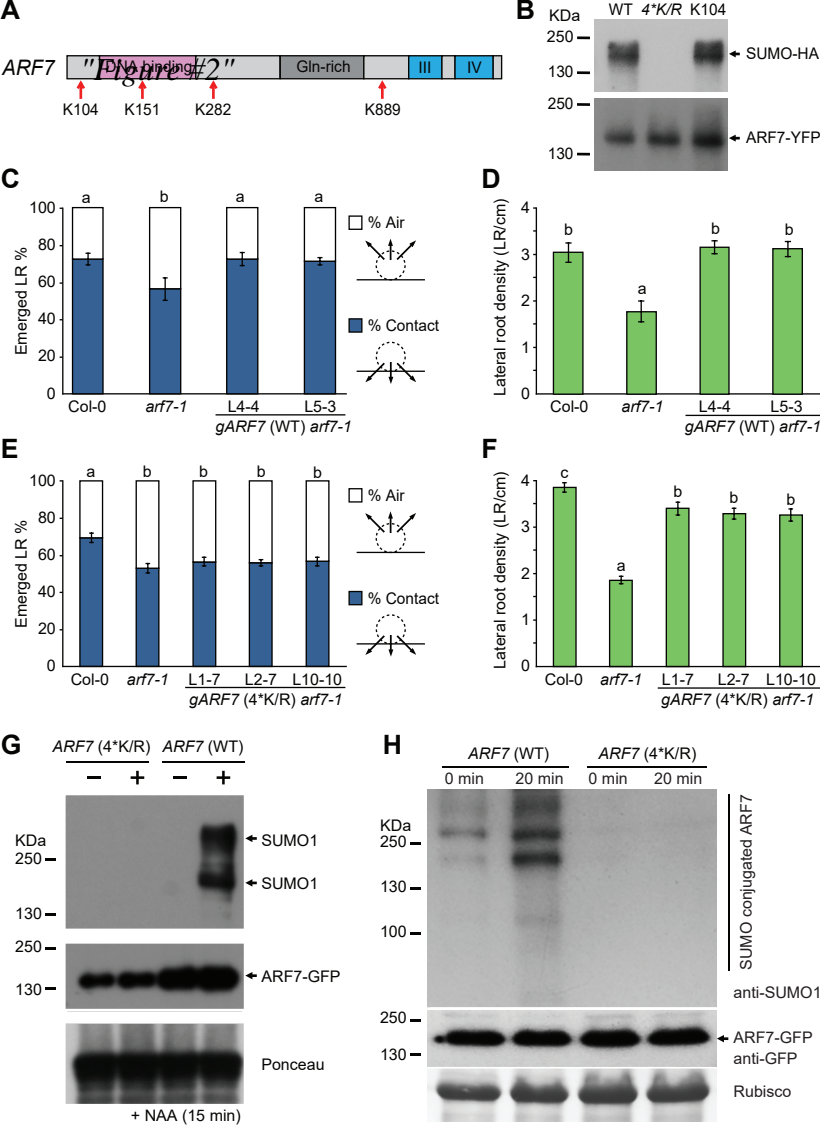 A
ARF7
DNA binding
"Figure #2"
Gln-rich
III
IV
K104
K151
K282
K889
B
KDa
WT 4*K/R K104
250
130
SUMO-HA
250
130
ARF7-YFP
C
Emerged LR %
100
80
60
40
20
0
a b a a
Col-0 arf7-1 L4-4 L5-3
gARF7 (WT) arf7-1
% Air
% Contact
D
Lateral root density (LR/cm)
4
3
2
1
0
b a b b
Col-0 arf7-1 L4-4 L5-3
gARF7 (WT) arf7-1
E
Emerged LR %
100
80
60
40
20
0
a b b b b
Col-0 arf7-1 L1-7 L2-7 L10-10
gARF7 (4*K/R) arf7-1
% Air
% Contact
F
Lateral root density (LR/cm)
4
3
2
1
0
c a b b b
Col-0 arf7-1 L1-7 L2-7 L10-10
gARF7 (4*K/R) arf7-1
G
ARF7 (4*K/R) ARF7 (WT)
– + – +
KDa
250
130
SUMO1
SUMO1
250
130
ARF7-GFP
Ponceau
+ NAA (15 min)
H
ARF7 (WT) ARF7 (4*K/R)
0 min 20 min 0 min 20 min
KDa
250
130
100
SUMO conjugated ARF7
anti-SUMO1
250
130
ARF7-GFP
anti-GFP
Rubisco